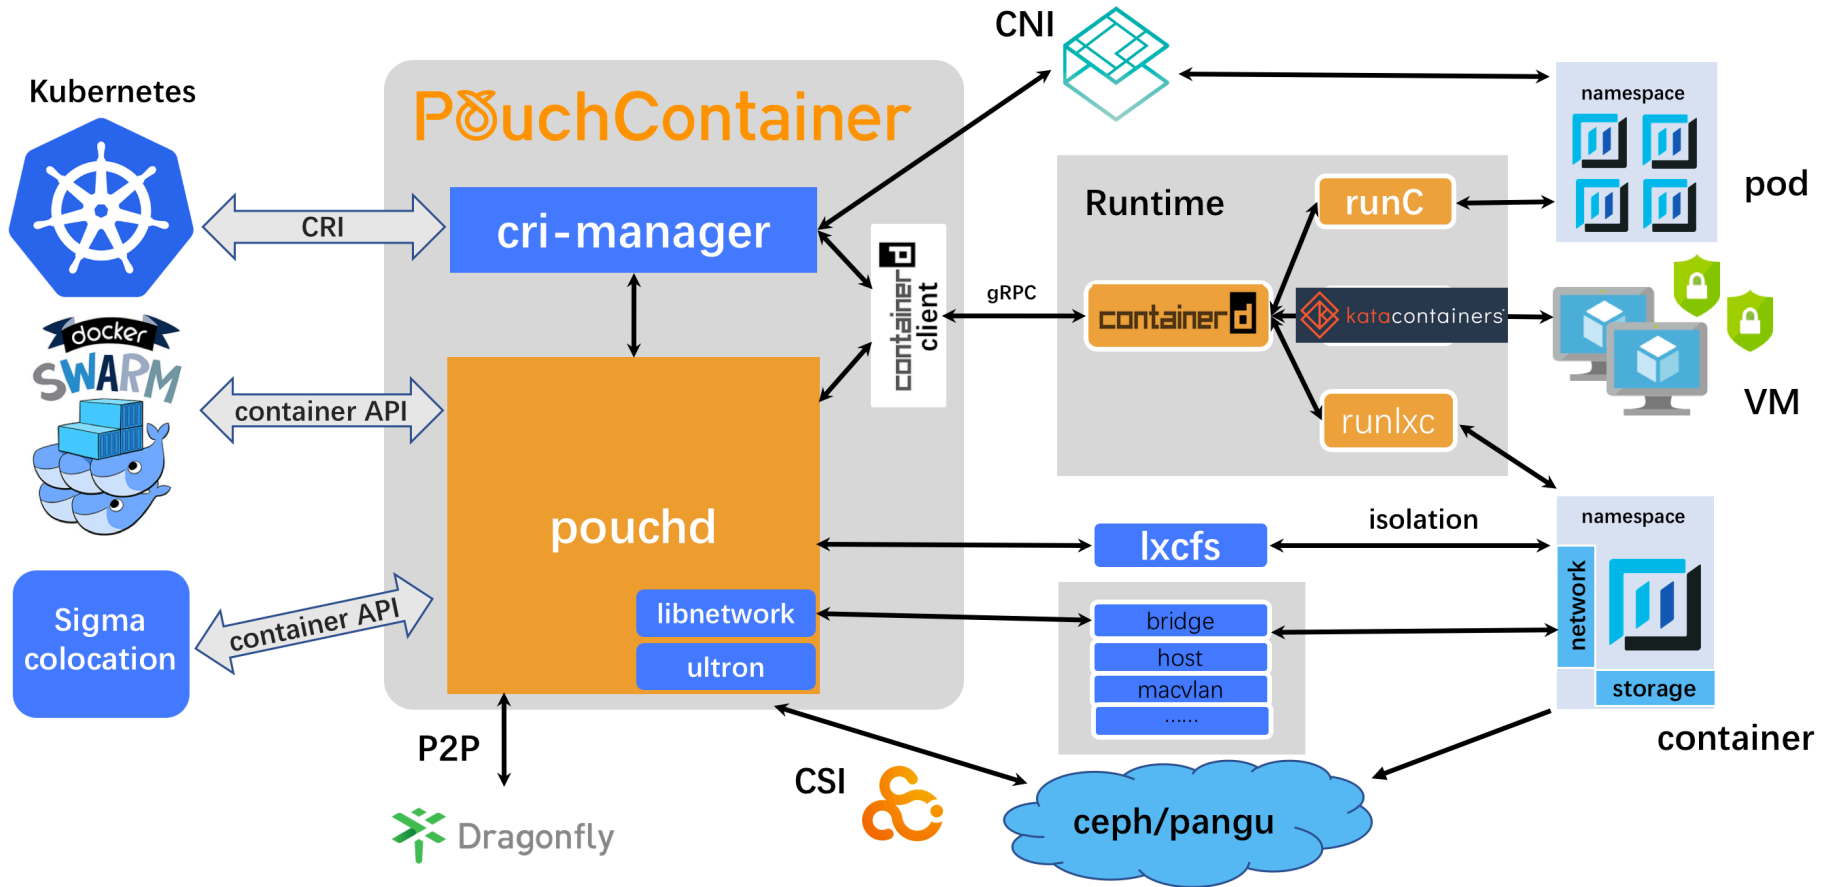 CNI
Kubernetes
PouchContainer
namespace
pod
Runtime
runC
CRI
cri-manager
containerd
client
gRPC
containerd
katacontainers
VM
docker
SWARM
container API
runlxc
pouchd
lxcfs
isolation
namespace
network
storage
container
Sigma
colocation
container API
libnetwork
ultron
bridge
host
macvlan
......
P2P
Dragonfly
CSI
ceph/pangu